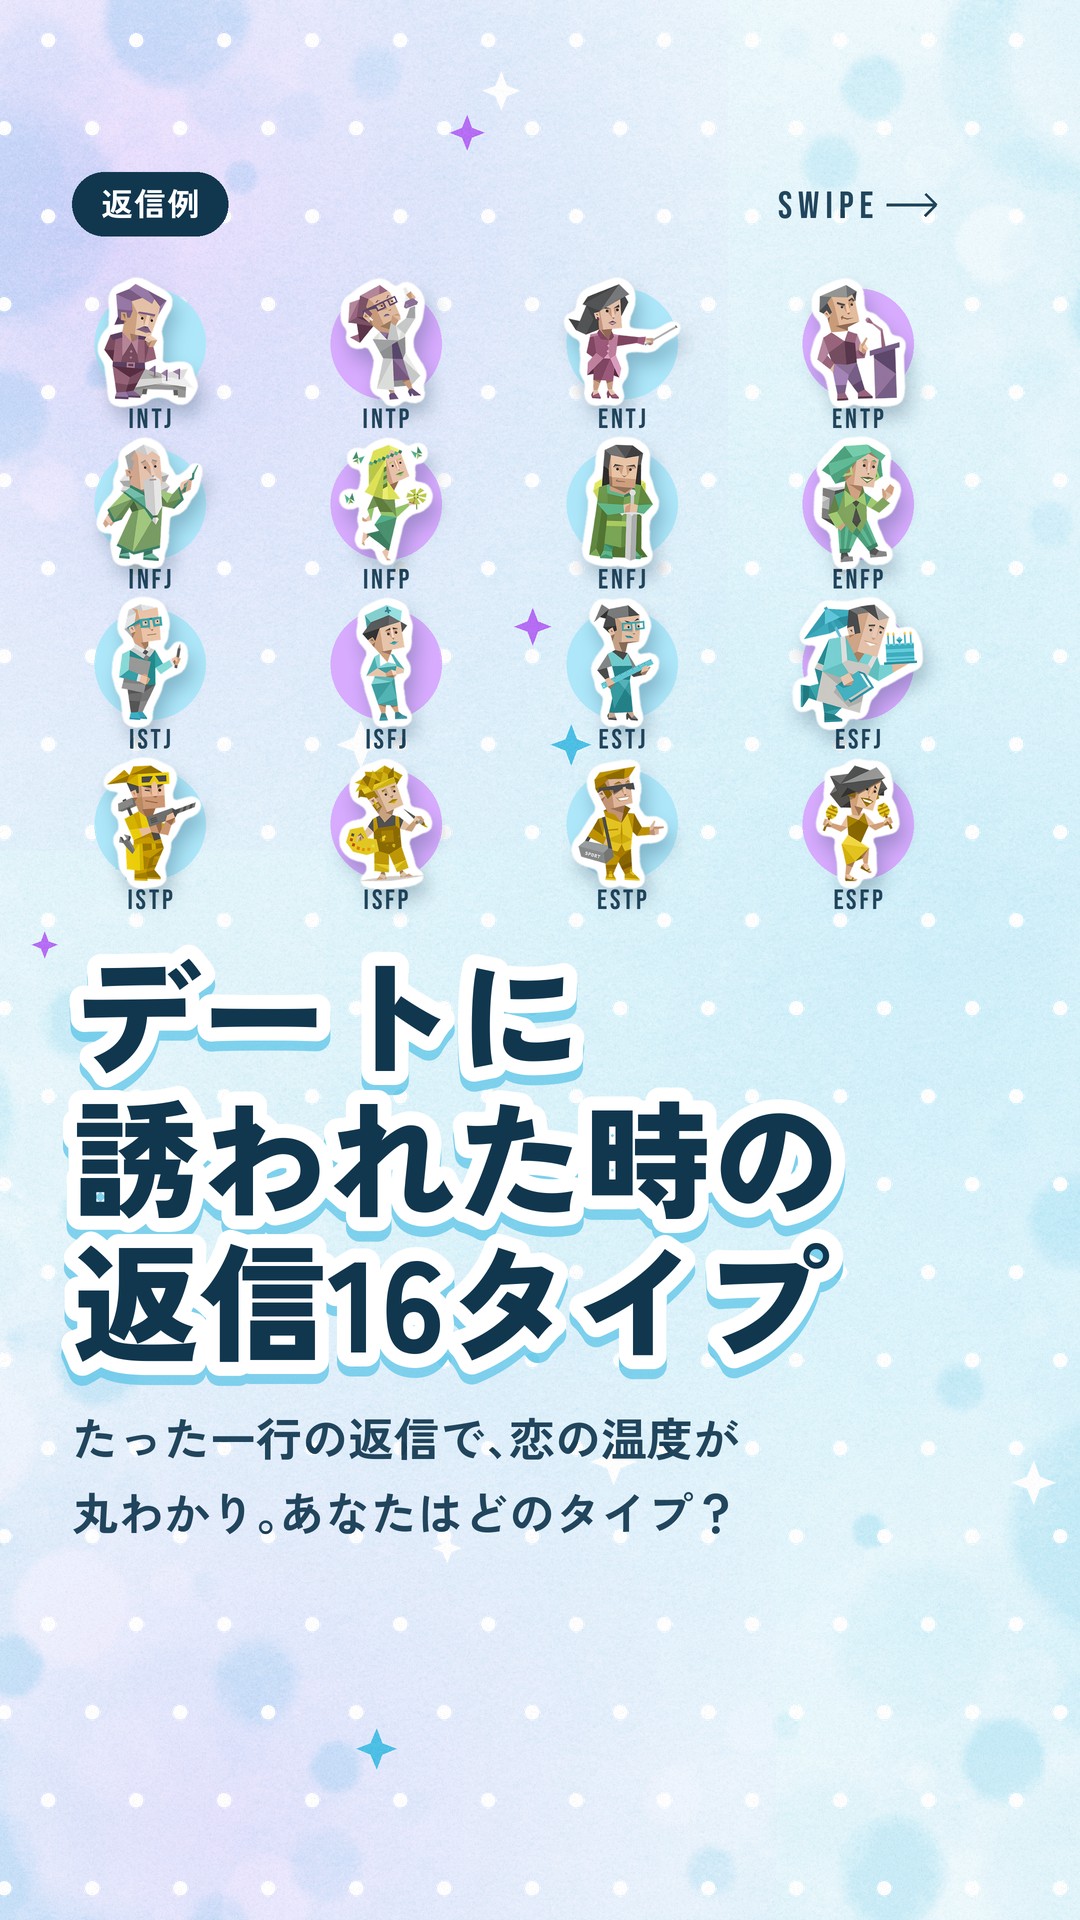 返信例
SWIPE →
INTJ INTP ENTJ ENTP
INFJ INFP ENFJ ENFP
ISTJ ISFJ ESTJ ESFJ
SPORT
ISTP ISFP ESTP ESFP
デートに
誘われた時の
返信16タイプ
たった一行の返信で、恋の温度が
丸わかり。あなたはどのタイプ？